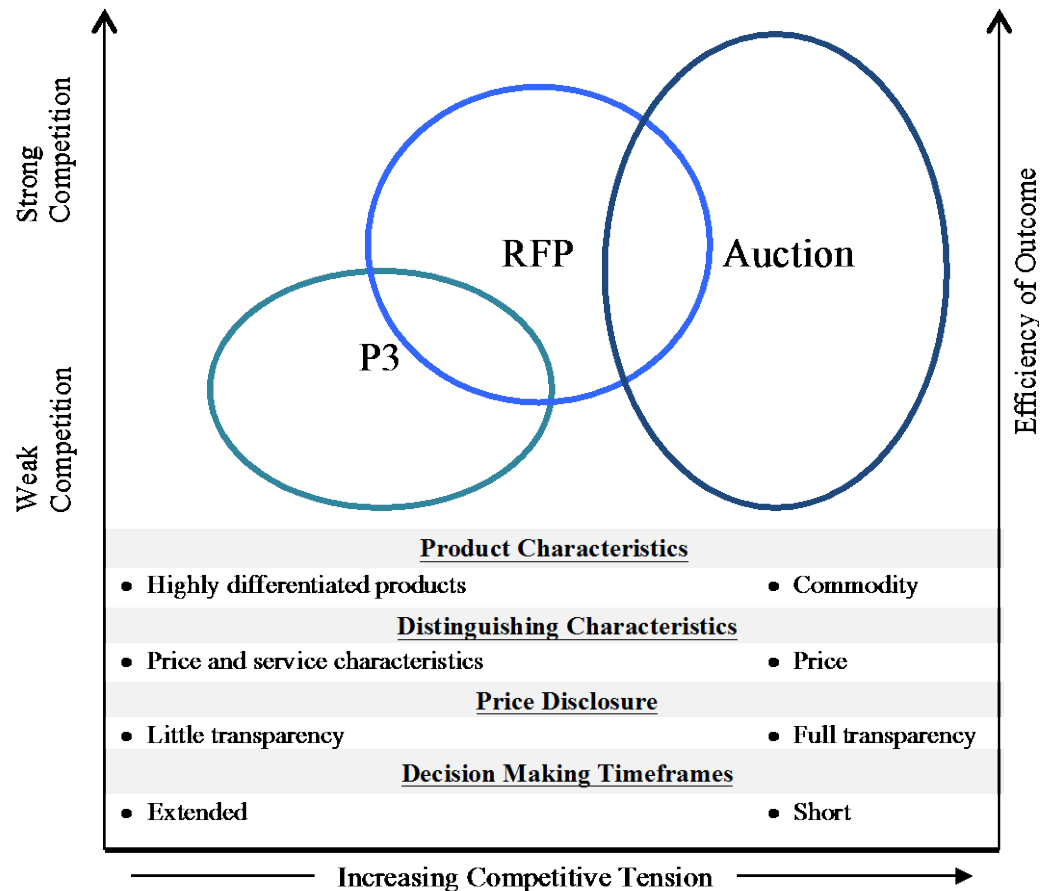 Strong
Competition
Weak
Competition
RFP
Auction
P3
Efficiency of Outcome
Product Characteristics
• Highly differentiated products
• Commodity
Distinguishing Characteristics
• Price and service characteristics
• Price
Price Disclosure
• Little transparency
• Full transparency
Decision Making Timeframes
• Extended
• Short
Increasing Competitive Tension